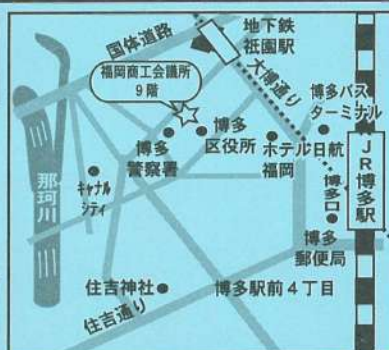 国体道路
地下鉄
祇園駅
福岡商工会議所
9階
大博通り
博多バス
ターミナル
博多
区役所
ホテル日航
福岡
JR博多駅
博多
警察署
キャナル
シティ
那珂川
博多口
博多
郵便局
住吉神社
博多駅前4丁目
住吉通り